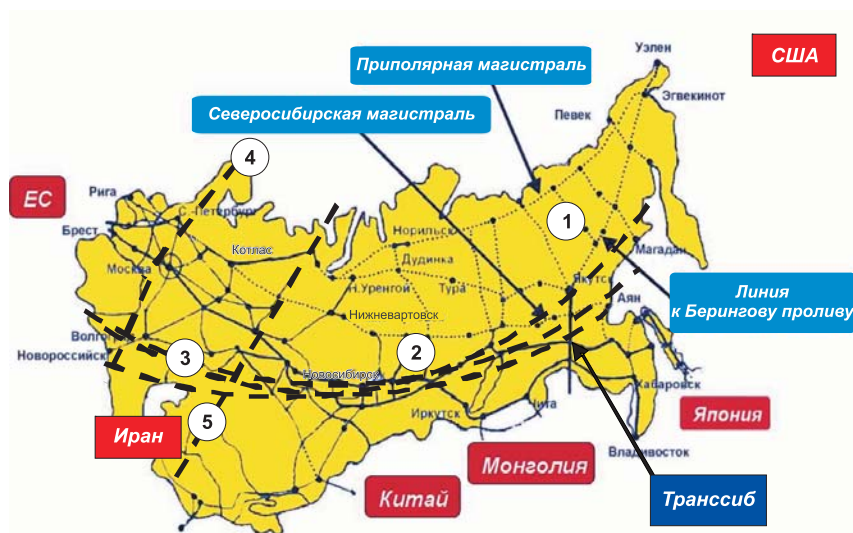 Уэлен
США
Приполярная магистраль
Эгвекинот
Певек
Северосибирская магистраль
4
ЕС
Рига
С.-Петербург
Брест
1
Норильск
Котлас
Магадан
Москва
Дудинка
Якутск
Н.Уренгой
Тура
Аян
Линия
к Берингову проливу
Нижневартовск
Волгоград
Новороссийск
3
2
Новосибирск
Хабаровск
5
Иркутск
Чита
Япония
Иран
Владивосток
Монголия
Китай
Транссиб